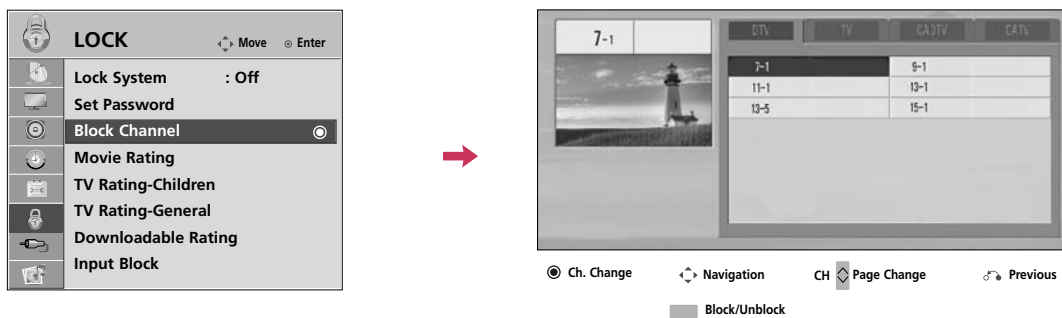 LOCK
Move
Enter
Lock System : Off
Set Password
Block Channel
Movie Rating
TV Rating-Children
TV Rating-General
Downloadable Rating
Input Block
7-1
DTV TV CADTV CATV
7-1 9-1
11-1 13-1
13-5 15-1
Ch. Change
Navigation
CH Page Change
Previous
Block/Unblock